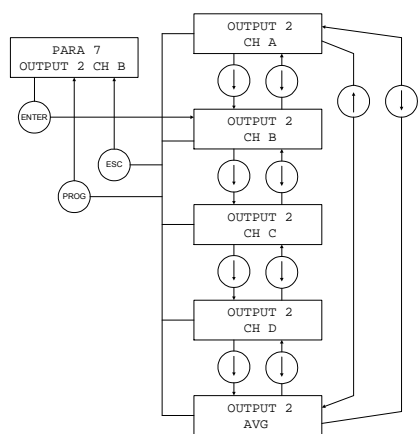 OUTPUT 2
CH A
PARA 7
OUTPUT 2 CH B
ENTER
OUTPUT 2
CH B
ESC
PROG
OUTPUT 2
CH C
OUTPUT 2
CH D
OUTPUT 2
AVG